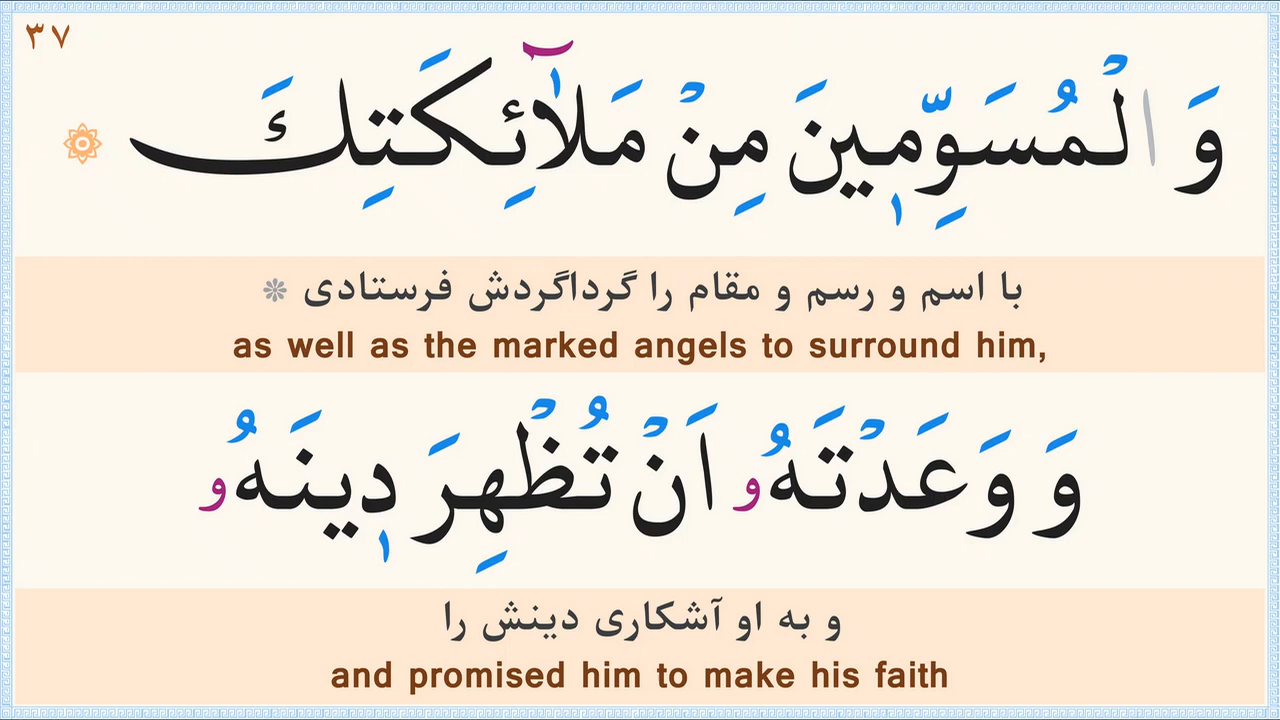 ۳۷
وَ الْمُسَوِّمِينَ مِنْ مَلَآئِكَتِكَ
با اسم و رسم و مقام را گرداگردش فرستادی
as well as the marked angels to surround him,
وَ وَعَدْتَهُو اَنْ تُظْهِرَ دِينَهُو
و به او آشکاری دینش را
and promised him to make his faith